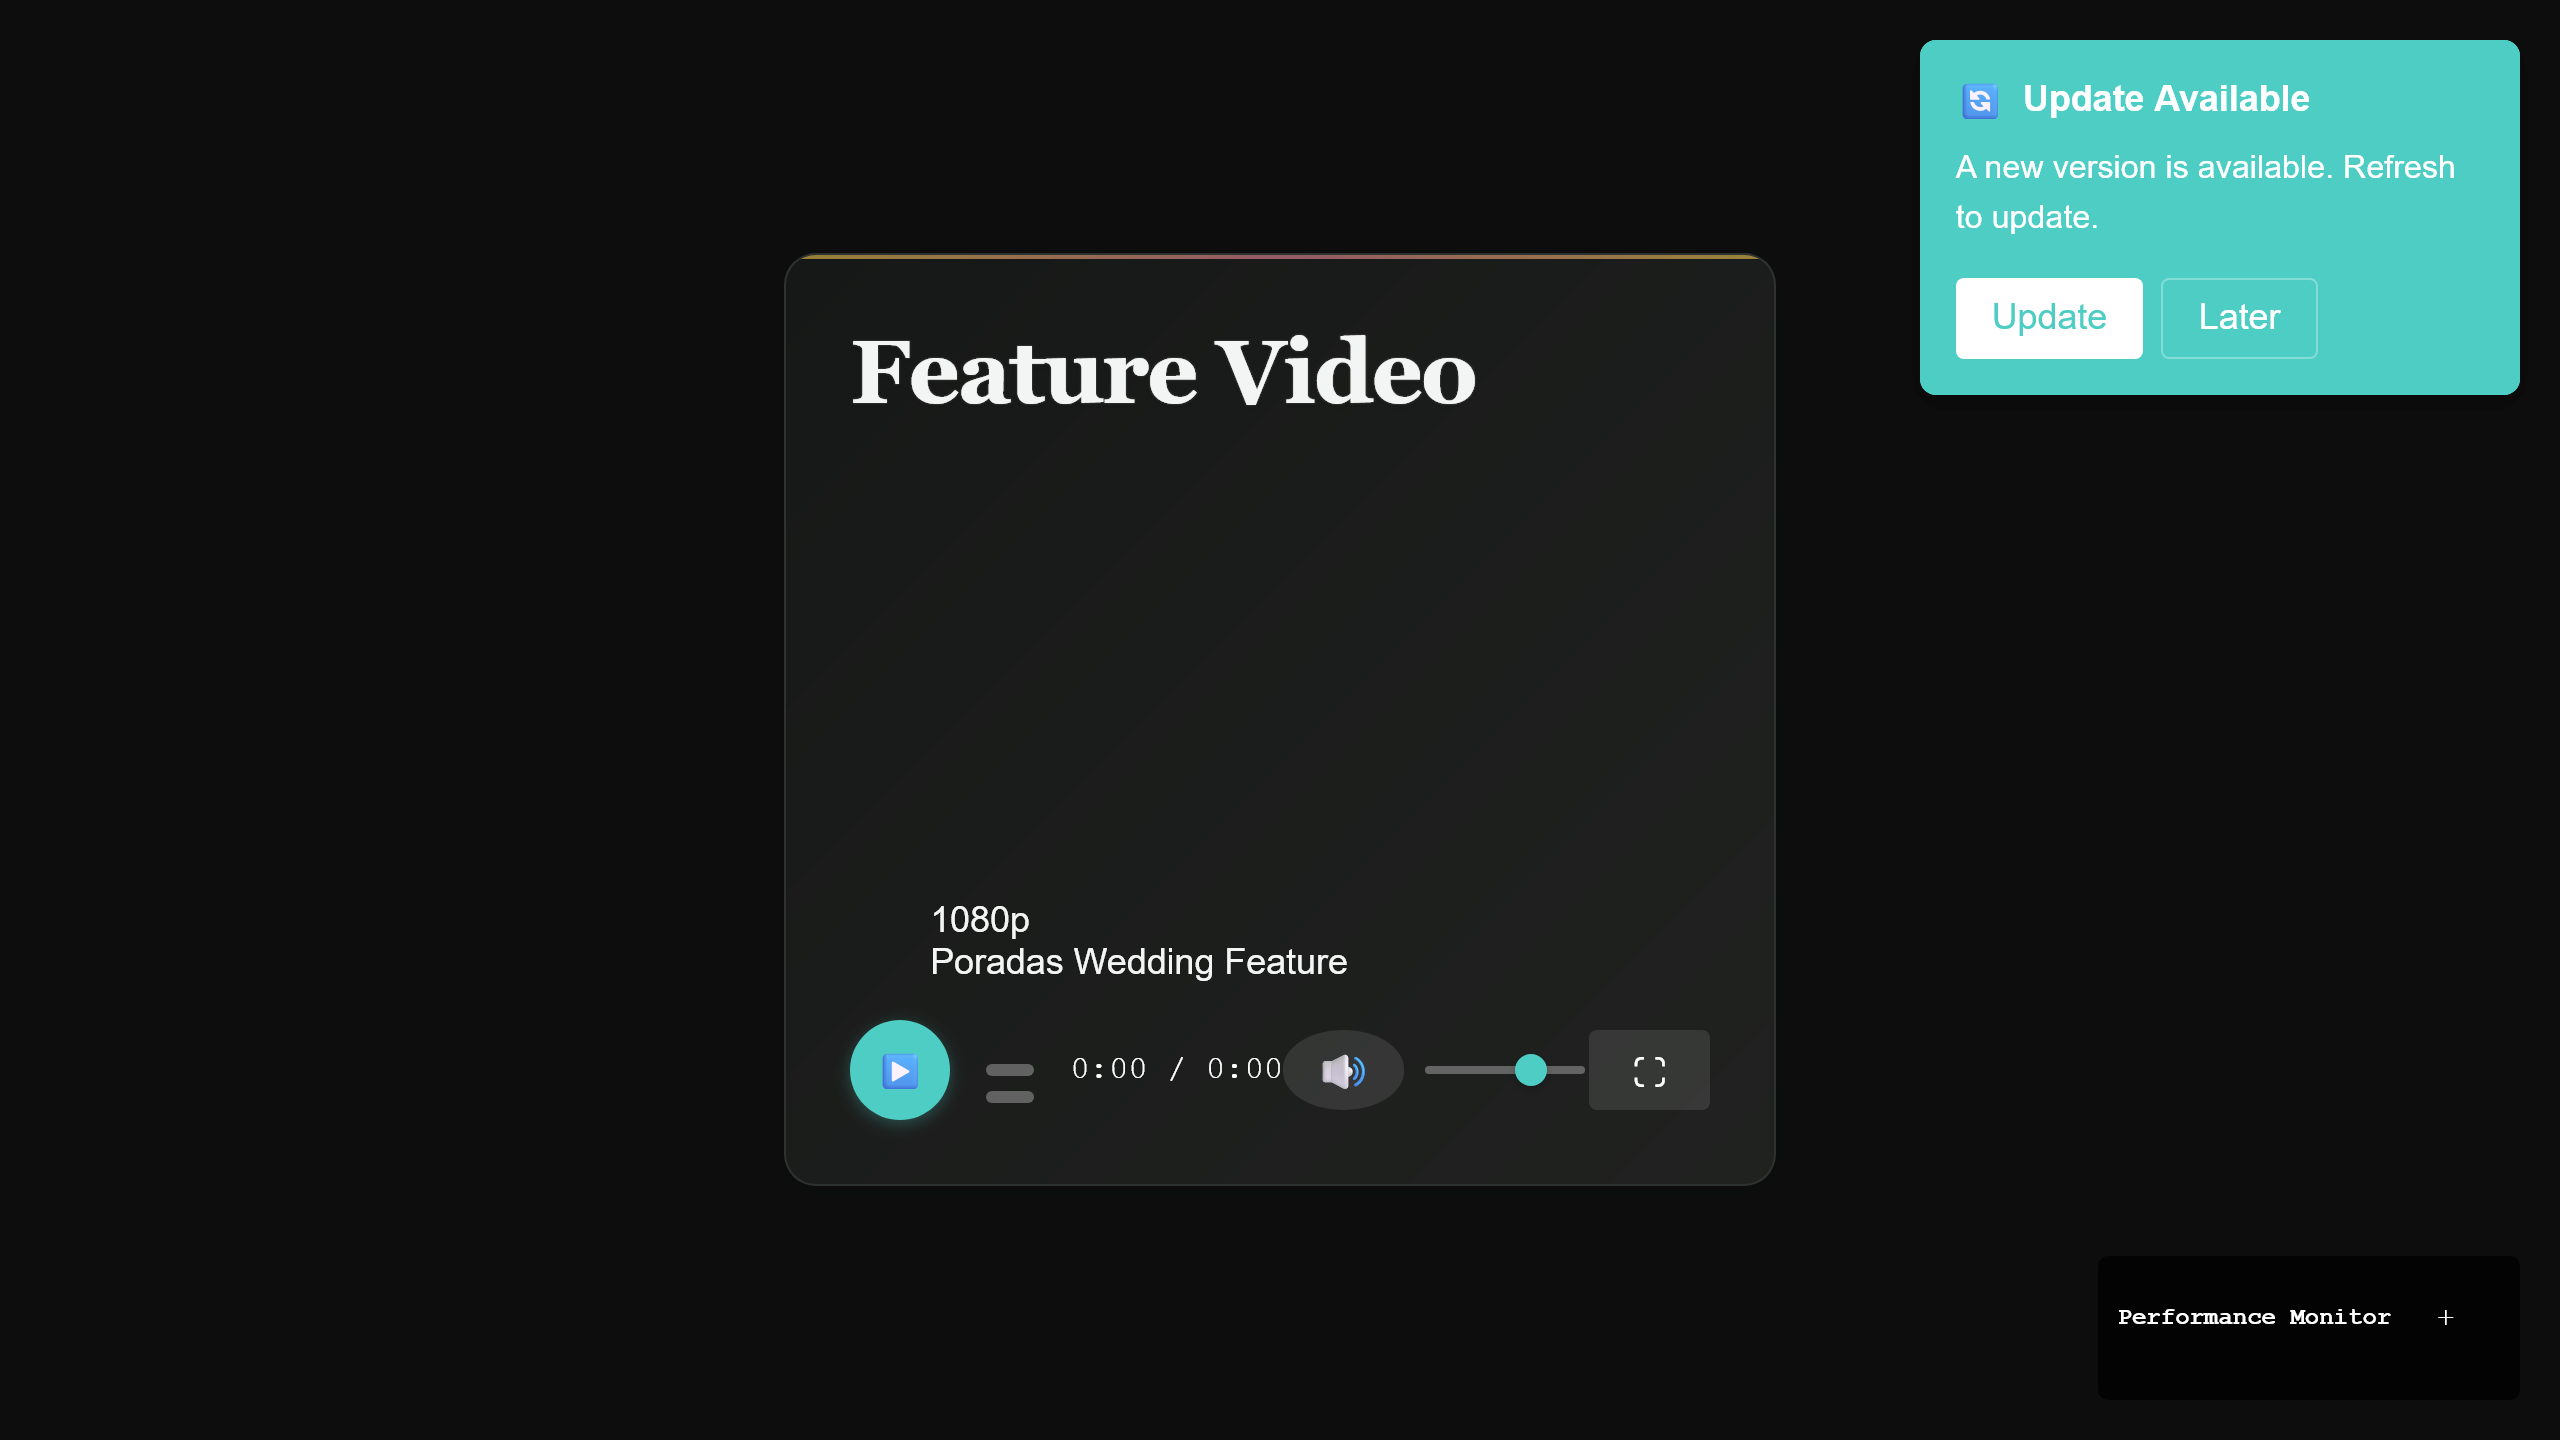 Update Available
A new version is available. Refresh
to update.
Update
Later
Feature Video
1080p
Poradas Wedding Feature
0:00 / 0:00
Performance Monitor +